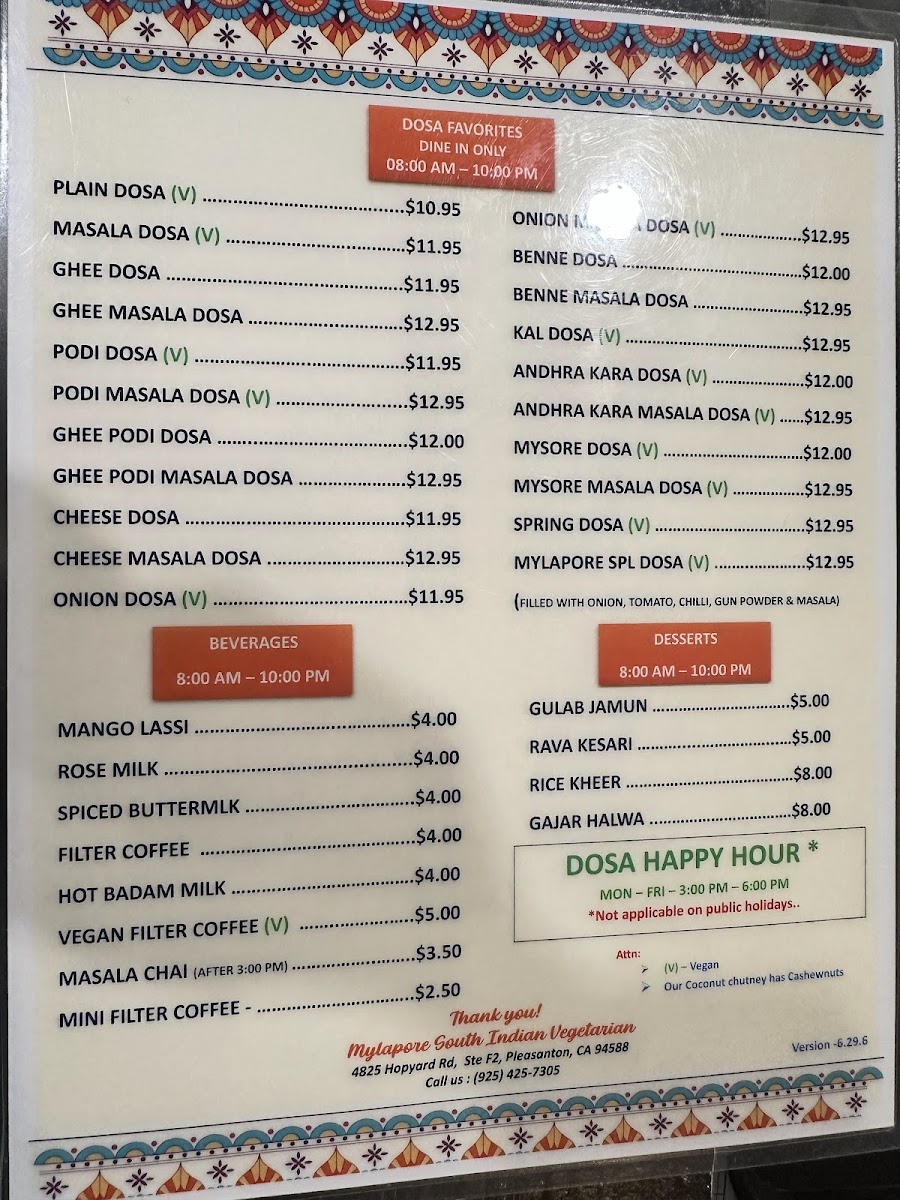 DOSA FAVORITES
DINE IN ONLY
08:00 AM – 10:00 PM
PLAIN DOSA (V) ........................................$10.95
MASALA DOSA (V) ...................................$11.95
GHEE DOSA ...............................................$11.95
GHEE MASALA DOSA ...............................$12.95
PODI DOSA (V) .........................................$11.95
PODI MASALA DOSA (V) ..........................$12.95
GHEE PODI DOSA ......................................$12.00
GHEE PODI MASALA DOSA .....................$12.95
CHEESE DOSA ............................................$11.95
CHEESE MASALA DOSA ...........................$12.95
ONION DOSA (V) .......................................$11.95
ONION DOSA (V) ................$12.95
BENNE DOSA ....................................$12.00
BENNE MASALA DOSA ......................$12.95
KAL DOSA (V) ...................................$12.95
ANDHRA KARA DOSA (V) ..................$12.00
ANDHRA KARA MASALA DOSA (V) .....$12.95
MYSORE DOSA (V) ...........................$12.00
MYSORE MASALA DOSA (V) ..............$12.95
SPRING DOSA (V) .............................$12.95
MYLAPORE SPL DOSA (V) ..................$12.95
(FILLED WITH ONION, TOMATO, CHILLI, GUN POWDER & MASALA)
BEVERAGES
8:00 AM – 10:00 PM
MANGO LASSI ..........................................$4.00
ROSE MILK ................................................$4.00
SPICED BUTTERMLK .................................$4.00
FILTER COFFEE ..........................................$4.00
HOT BADAM MILK ...................................$4.00
VEGAN FILTER COFFEE (V) ......................$5.00
MASALA CHAI (AFTER 3:00 PM) ........................$3.50
MINI FILTER COFFEE - ..............................$2.50
DESSERTS
8:00 AM – 10:00 PM
GULAB JAMUN ...........................$5.00
RAVA KESARI .............................$5.00
RICE KHEER ................................$8.00
GAJAR HALWA ...........................$8.00
DOSA HAPPY HOUR *
MON – FRI – 3:00 PM – 6:00 PM
*Not applicable on public holidays..
Attn:
➢ (V) – Vegan
➢ Our Coconut chutney has Cashewnuts
Thank you!
Mylapore South Indian Vegetarian
4825 Hopyard Rd, Ste F2, Pleasanton, CA 94588
Call us : (925) 425-7305
Version -6.29.6